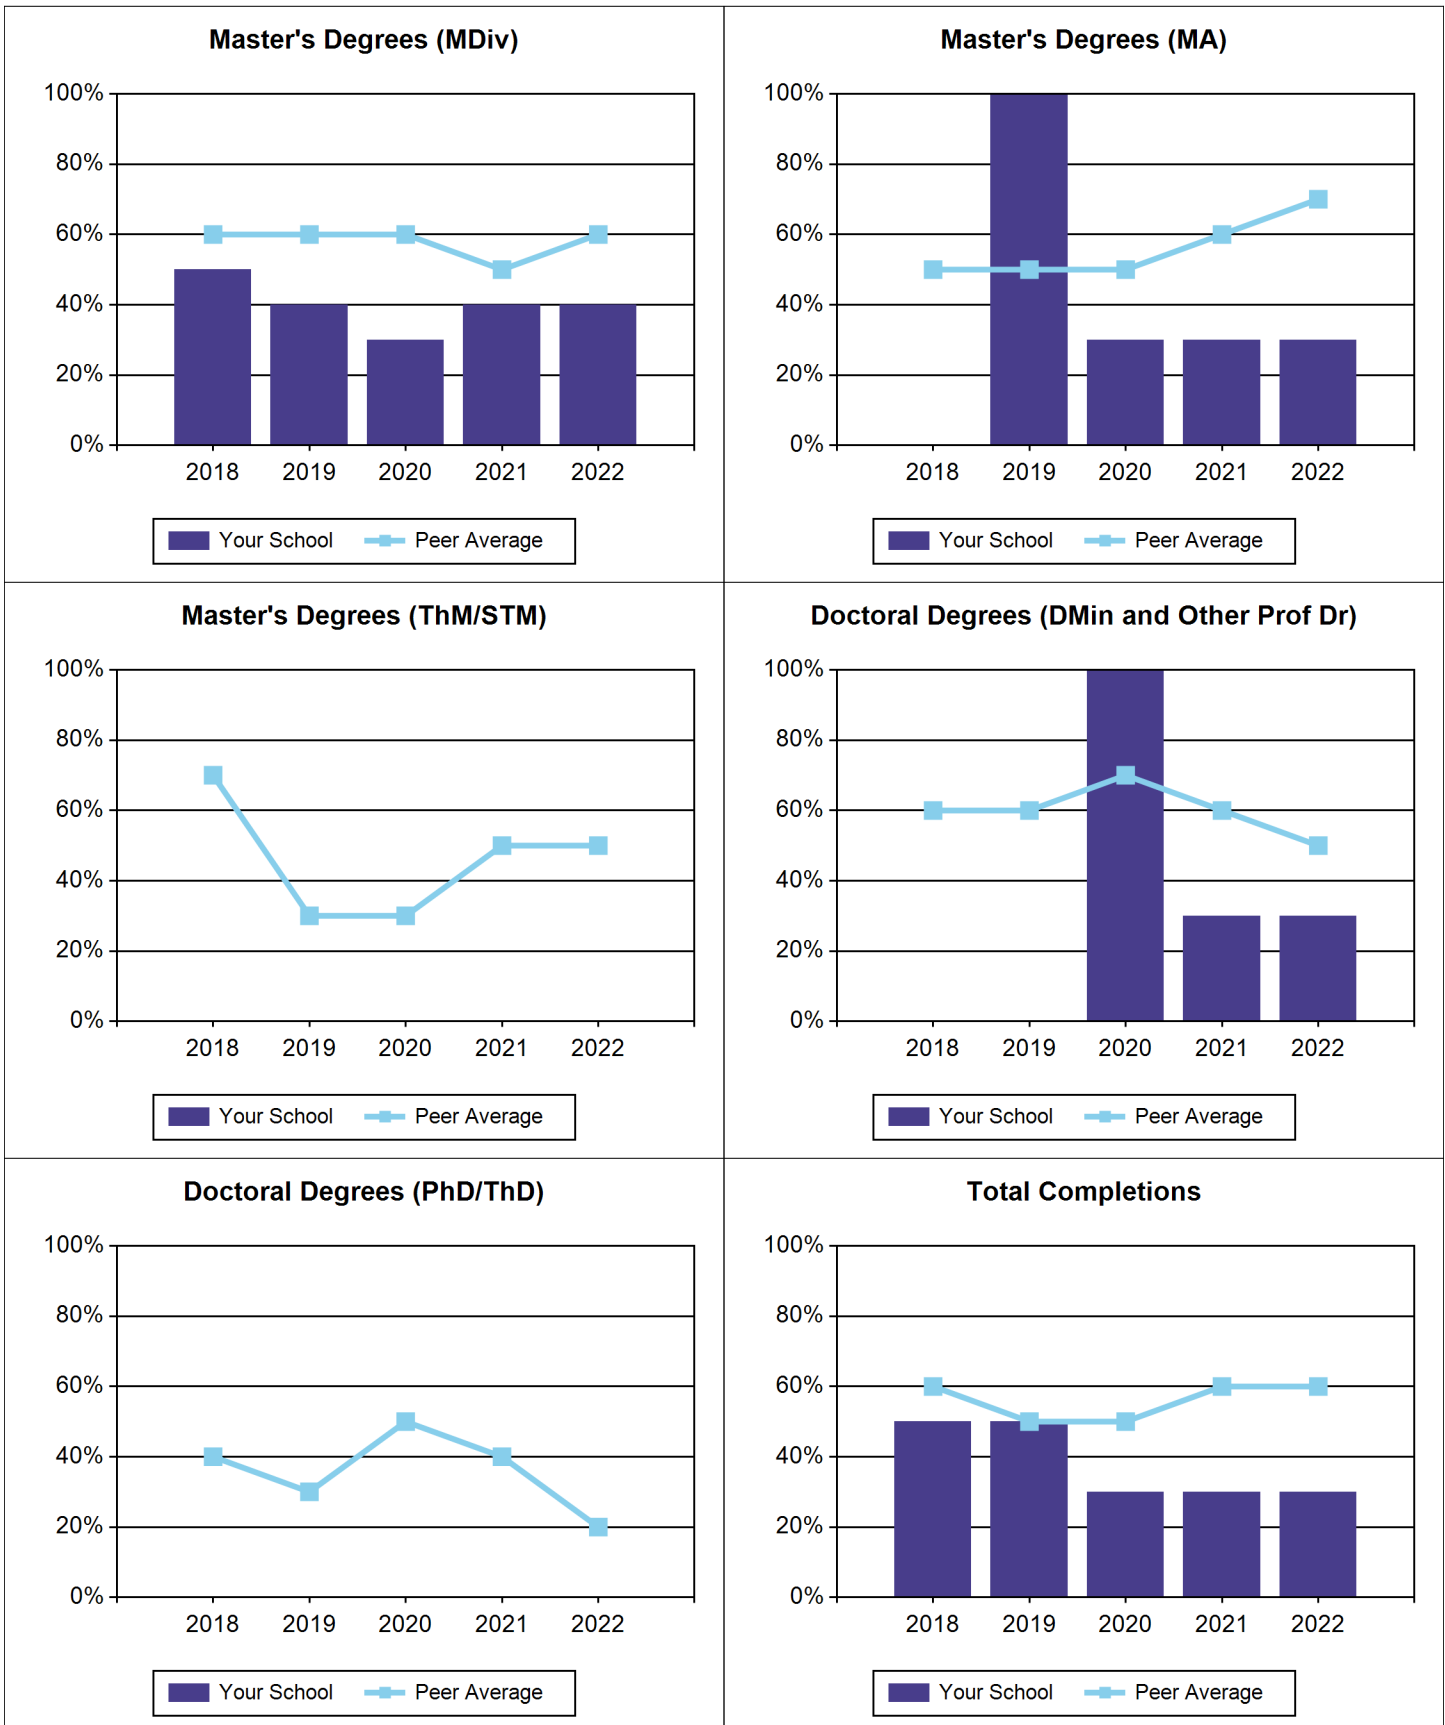 Master's Degrees (MDiv)
100%
80%
60%
40%
20%
0%
2018 2019 2020 2021 2022
Your School Peer Average
Master's Degrees (MA)
100%
80%
60%
40%
20%
0%
2018 2019 2020 2021 2022
Your School Peer Average
Master's Degrees (ThM/STM)
100%
80%
60%
40%
20%
0%
2018 2019 2020 2021 2022
Your School Peer Average
Doctoral Degrees (DMin and Other Prof Dr)
100%
80%
60%
40%
20%
0%
2018 2019 2020 2021 2022
Your School Peer Average
Doctoral Degrees (PhD/ThD)
100%
80%
60%
40%
20%
0%
2018 2019 2020 2021 2022
Your School Peer Average
Total Completions
100%
80%
60%
40%
20%
0%
2018 2019 2020 2021 2022
Your School Peer Average